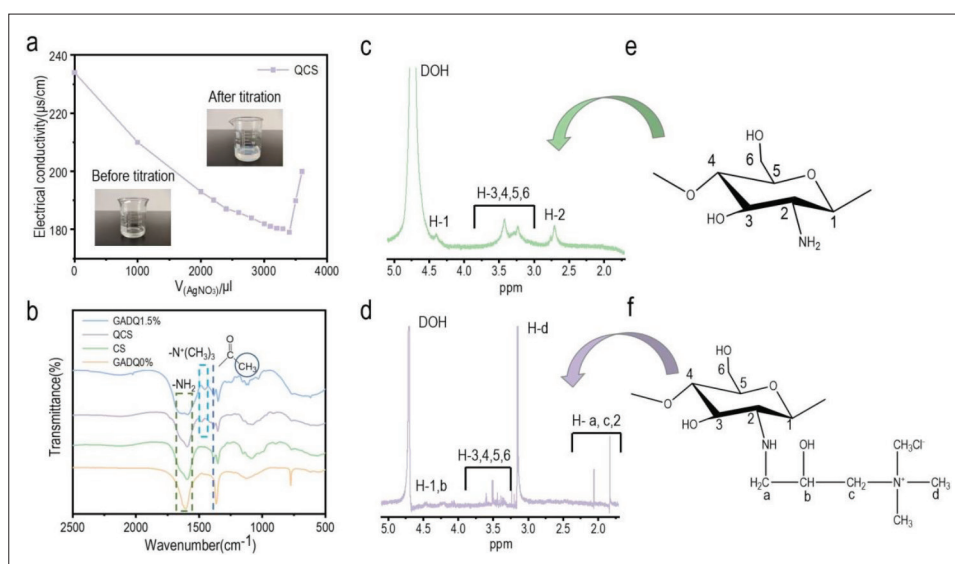 a
QCS
After titration
Before titration
Electrical conductivity(µs/cm)
240
220
200
180
0
1000
2000
3000
4000
V(AgNO₃)/µl
b
GADQ1.5%
QCS
CS
GADQ0%
-N⁺(CH₃)₃
O
C
CH₃
-NH₂
Transmittance(%)
2500
2000
1500
1000
500
Wavenumber(cm⁻¹)
c
DOH
H-1
H-3,4,5,6
H-2
5.0
4.5
4.0
3.5
3.0
2.5
2.0
ppm
d
DOH
H-d
H-1,b
H-3,4,5,6
H- a, c,2
5.0
4.5
4.0
3.5
3.0
2.5
2.0
ppm
e
HO
6
4
5
O
O
HO
3
2
1
NH₂
f
HO
6
4
5
O
O
HO
3
2
1
NH
OH
CH₃Cl⁻
H₂C
CH₂
N⁺
CH₃
a
b
c
d
CH₃